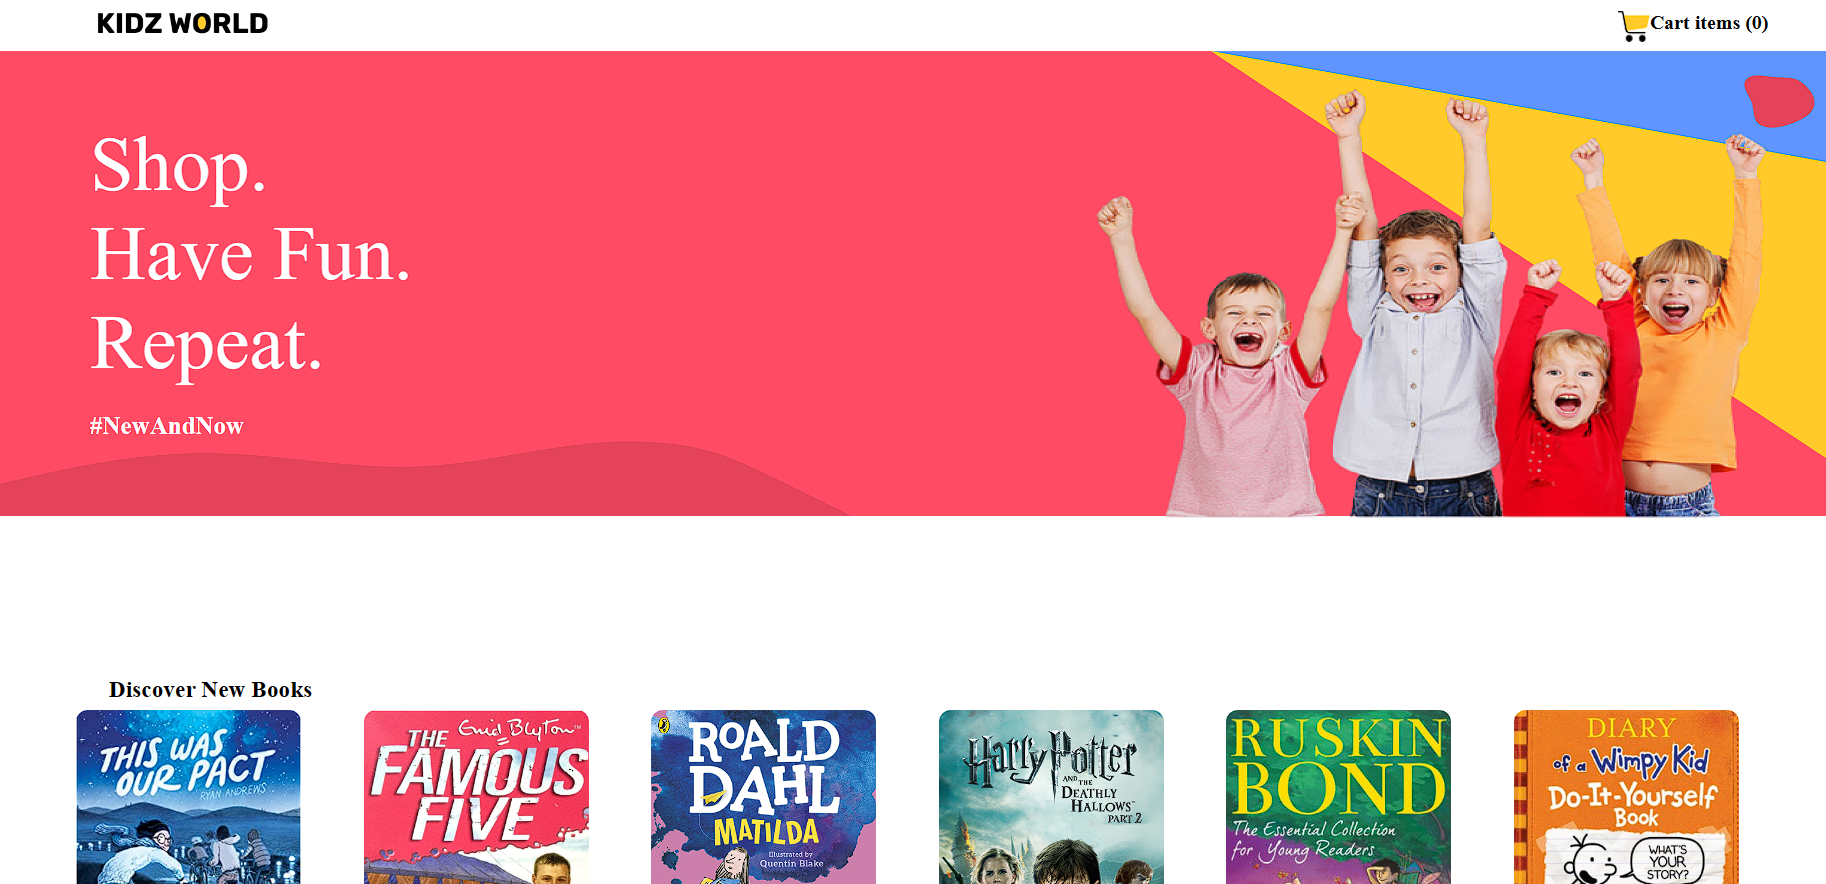 KIDZ WORLD
Cart items (0)
Shop.
Have Fun.
Repeat.
#NewAndNow
Discover New Books
THIS WAS
OUR PACT
RYAN ANDREWS
Enid Blyton™
THE
FAMOUS
FIVE
ROALD
DAHL
MATILDA
Illustrated by
Quentin Blake
Harry Potter
AND THE
DEATHLY
HALLOWS™
PART 2
RUSKIN
BOND
The Essential Collection
for Young Readers
DIARY
of a Wimpy Kid
Do-It-Yourself
Book
WHAT'S
YOUR
STORY?